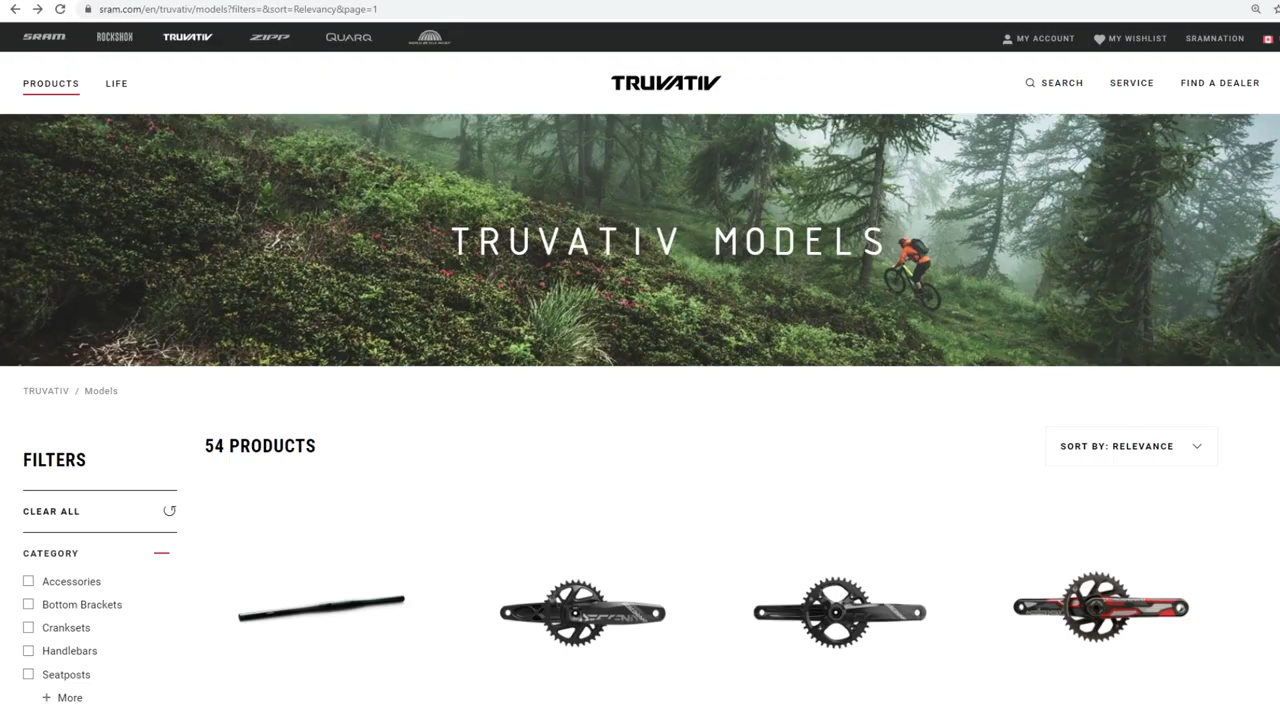 sram.com/en/truvativ/models?filters=&sort=Relevancy&page=1
SRAM ROCKSHOX TRUVATIV ZIPP QUARQ MY ACCOUNT MY WISHLIST SRAMNATION
PRODUCTS LIFE TRUVATIV SEARCH SERVICE FIND A DEALER
TRUVATIV MODELS
TRUVATIV / Models
54 PRODUCTS
SORT BY: RELEVANCE
FILTERS
CLEAR ALL
CATEGORY
Accessories
Bottom Brackets
Cranksets
Handlebars
Seatposts
+ More